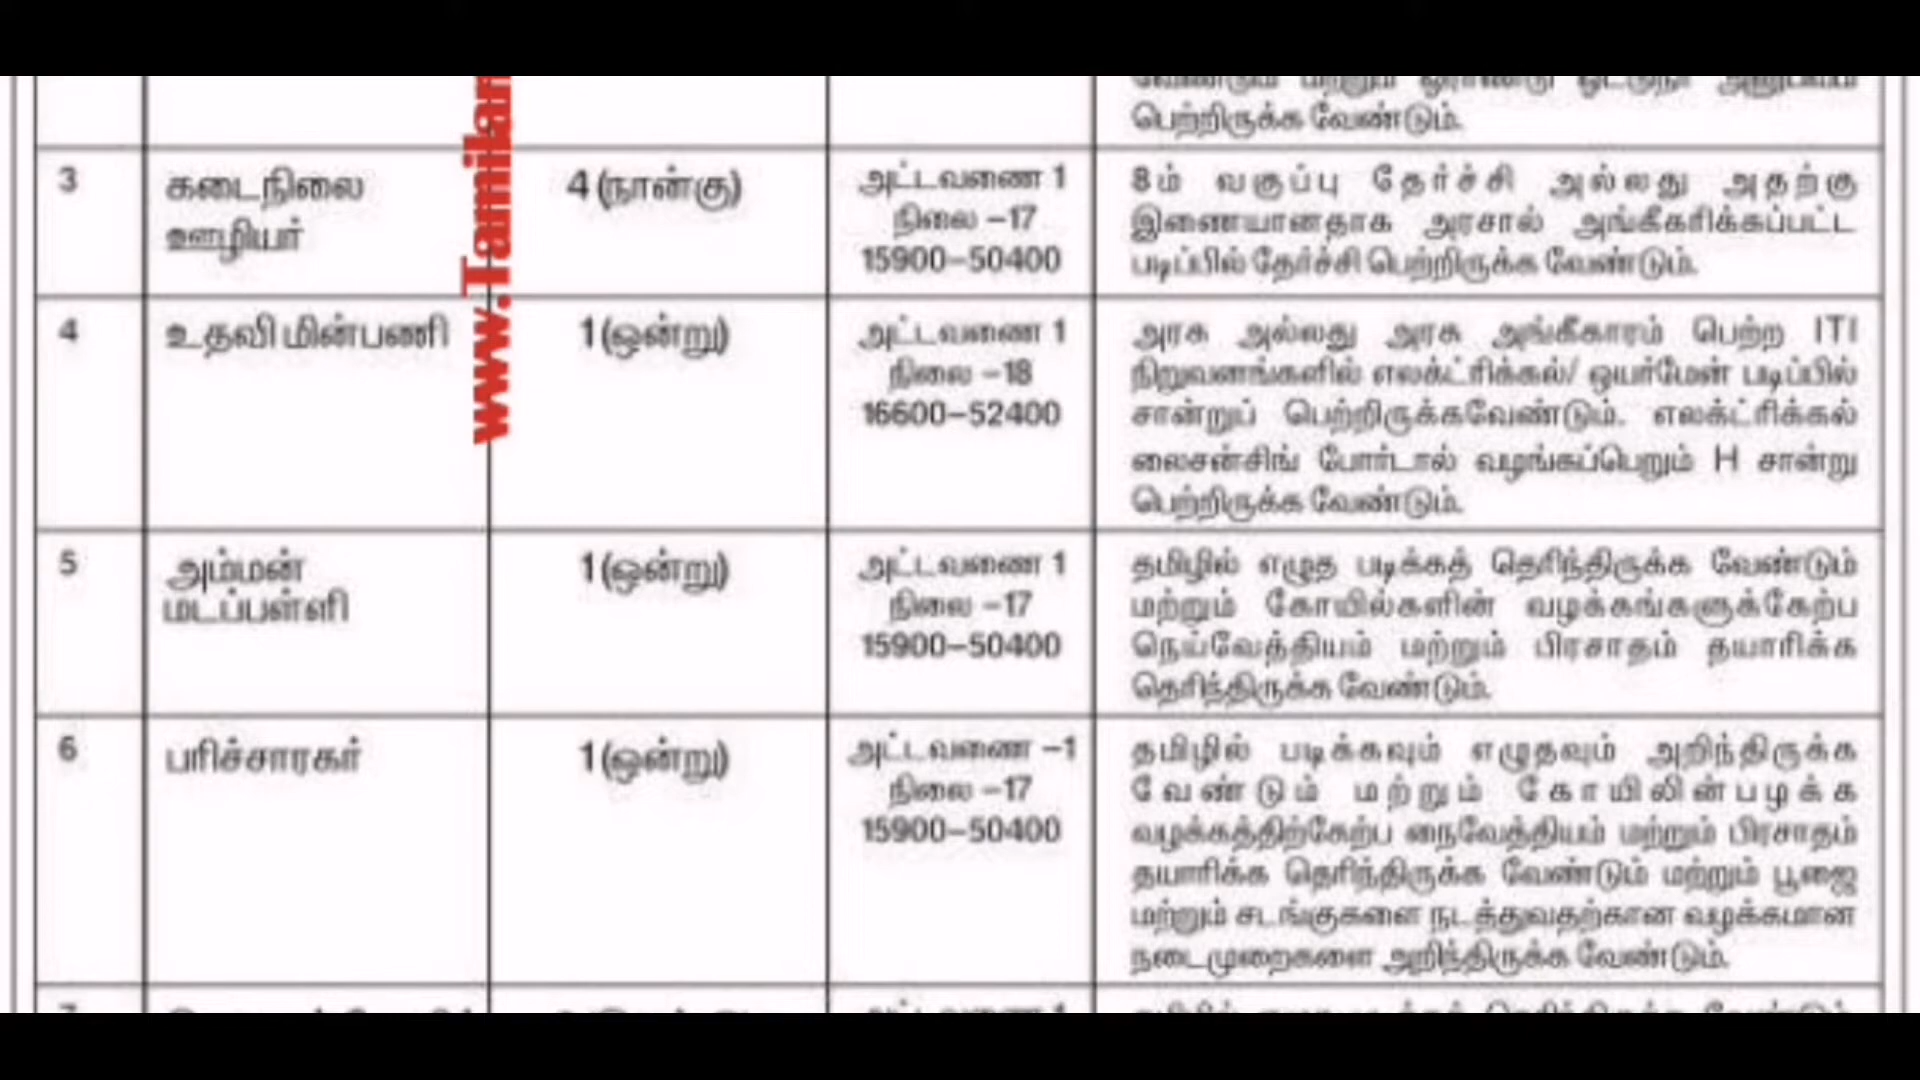 பெற்றிருக்க வேண்டும்.
3
கடைநிலை
ஊழியர்
4 (நான்கு)
அட்டவணை 1
நிலை –17
15900–50400
8ம் வகுப்பு தேர்ச்சி அல்லது அதற்கு
இணையானதாக அரசால் அங்கீகரிக்கப்பட்ட
படிப்பில் தேர்ச்சி பெற்றிருக்க வேண்டும்.
4
உதவி மின்பணி
1 (ஒன்று)
அட்டவணை 1
நிலை –18
16600–52400
அரசு அல்லது அரசு அங்கீகாரம் பெற்ற ITI
நிறுவனங்களில் எலக்ட்ரிக்கல்/ ஒயர்மேன் படிப்பில்
சான்றுப் பெற்றிருக்கவேண்டும். எலக்ட்ரிக்கல்
லைசன்சிங் போர்டால் வழங்கப்பெறும் H சான்று
பெற்றிருக்க வேண்டும்.
5
அம்மன்
மடப்பள்ளி
1 (ஒன்று)
அட்டவணை 1
நிலை –17
15900–50400
தமிழில் எழுத படிக்கத் தெரிந்திருக்க வேண்டும்
மற்றும் கோயில்களின் வழக்கங்களுக்கேற்ப
நெய்வேத்தியம் மற்றும் பிரசாதம் தயாரிக்க
தெரிந்திருக்க வேண்டும்.
6
பரிச்சாரகர்
1 (ஒன்று)
அட்டவணை –1
நிலை –17
15900–50400
தமிழில் படிக்கவும் எழுதவும் அறிந்திருக்க
வேண்டும் மற்றும் கோயிலின்பழக்க
வழக்கத்திற்கேற்ப நைவேத்தியம் மற்றும் பிரசாதம்
தயாரிக்க தெரிந்திருக்க வேண்டும் மற்றும் பூஜை
மற்றும் சடங்குகளை நடத்துவதற்கான வழக்கமான
நடைமுறைகளை அறிந்திருக்க வேண்டும்.
www.Tamilan